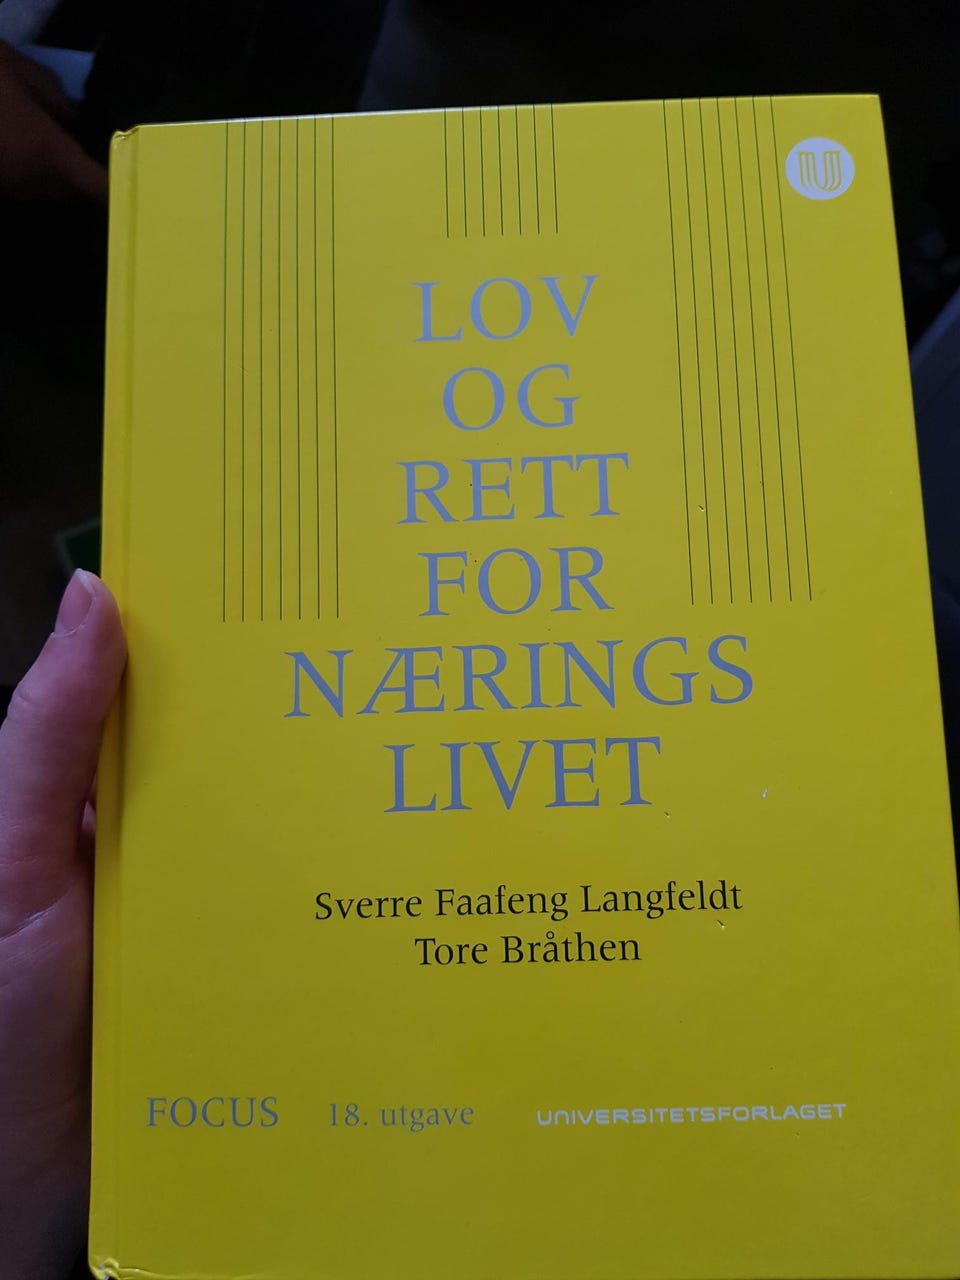 U
LOV
OG
RETT
FOR
NÆRINGS
LIVET
Sverre Faafeng Langfeldt
Tore Bråthen
FOCUS 18. utgave UNIVERSITETSFORLAGET